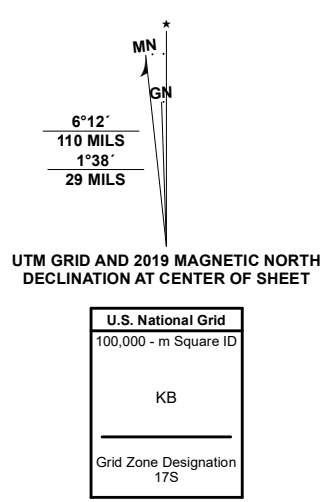 MN
GN
6°12´
110 MILS
1°38´
29 MILS
UTM GRID AND 2019 MAGNETIC NORTH
DECLINATION AT CENTER OF SHEET
U.S. National Grid
100,000 - m Square ID
KB
Grid Zone Designation
17S